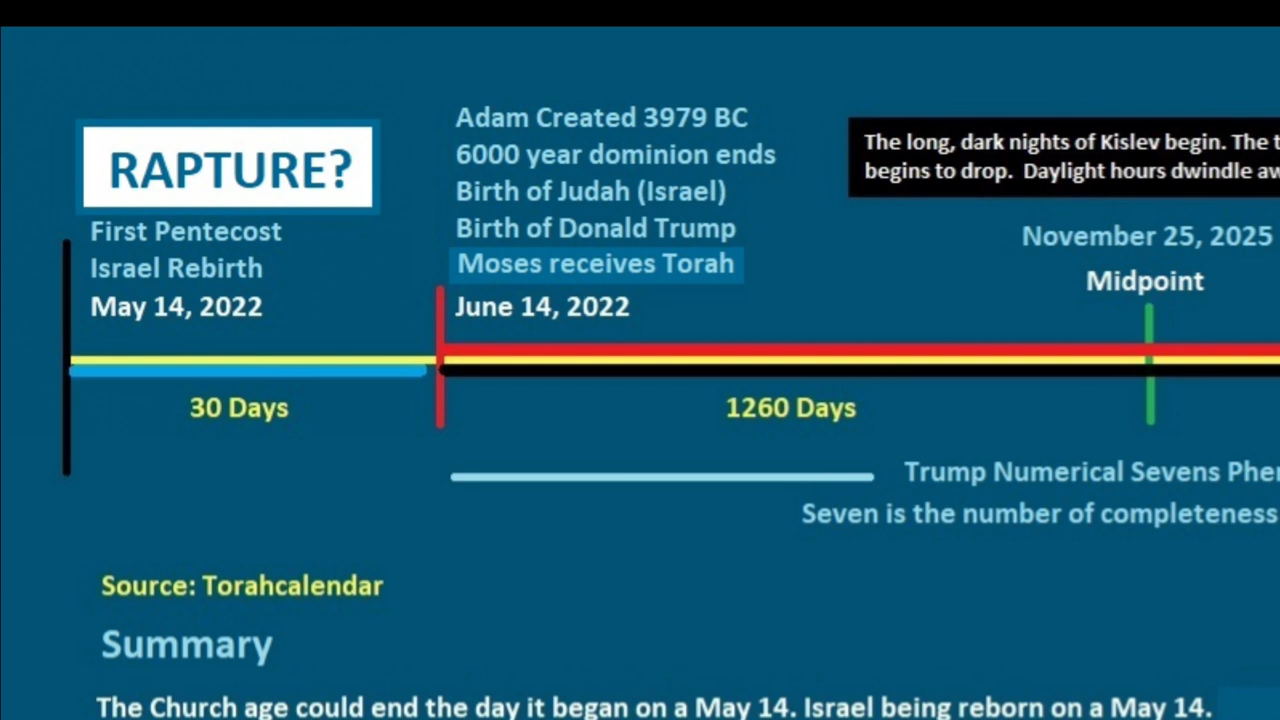 RAPTURE?
First Pentecost
Israel Rebirth
May 14, 2022
Adam Created 3979 BC
6000 year dominion ends
Birth of Judah (Israel)
Birth of Donald Trump
Moses receives Torah
June 14, 2022
The long, dark nights of Kislev begin. The
begins to drop. Daylight hours dwindle
November 25, 2025
Midpoint
30 Days
1260 Days
Trump Numerical Sevens
Seven is the number of completeness
Source: Torahcalendar
Summary
The Church age could end the day it began on a May 14. Israel being reborn on a May 14.